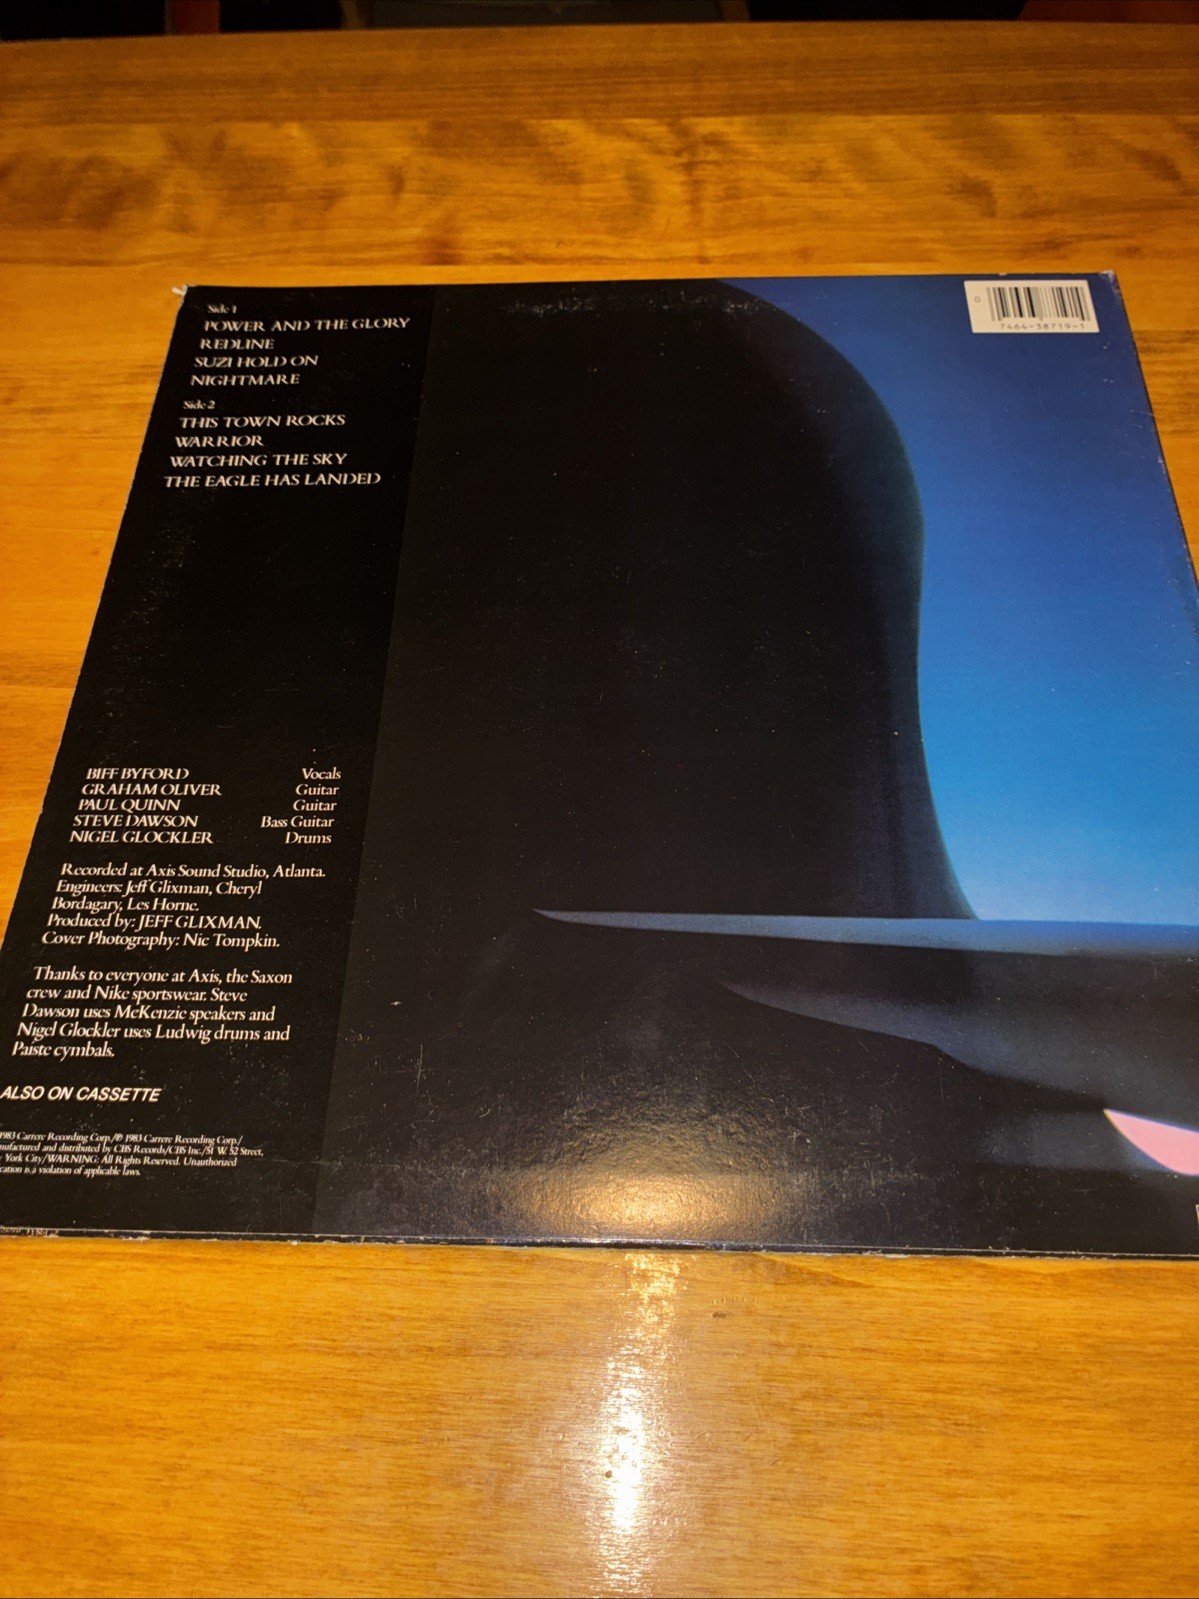 Side 1
POWER AND THE GLORY
REDLINE
SUZI HOLD ON
NIGHTMARE
Side 2
THIS TOWN ROCKS
WARRIOR
WATCHING THE SKY
THE EAGLE HAS LANDED
0
7464-38719-1
BIFF BYFORD Vocals
GRAHAM OLIVER Guitar
PAUL QUINN Guitar
STEVE DAWSON Bass Guitar
NIGEL GLOCKLER Drums
Recorded at Axis Sound Studio, Atlanta.
Engineers: Jeff Glixman, Cheryl
Bordagary, Les Horne.
Produced by: JEFF GLIXMAN.
Cover Photography: Nic Tompkin.
Thanks to everyone at Axis, the Saxon
crew and Nike sportswear. Steve
Dawson uses McKenzie speakers and
Nigel Glockler uses Ludwig drums and
Paiste cymbals.
ALSO ON CASSETTE
1983 Carrere Recording Corp./℗ 1983 Carrere Recording Corp./
nufactured and distributed by CBS Records/CBS Inc./51 W. 52 Street,
York City/WARNING: All Rights Reserved. Unauthorized
cation is a violation of applicable laws.